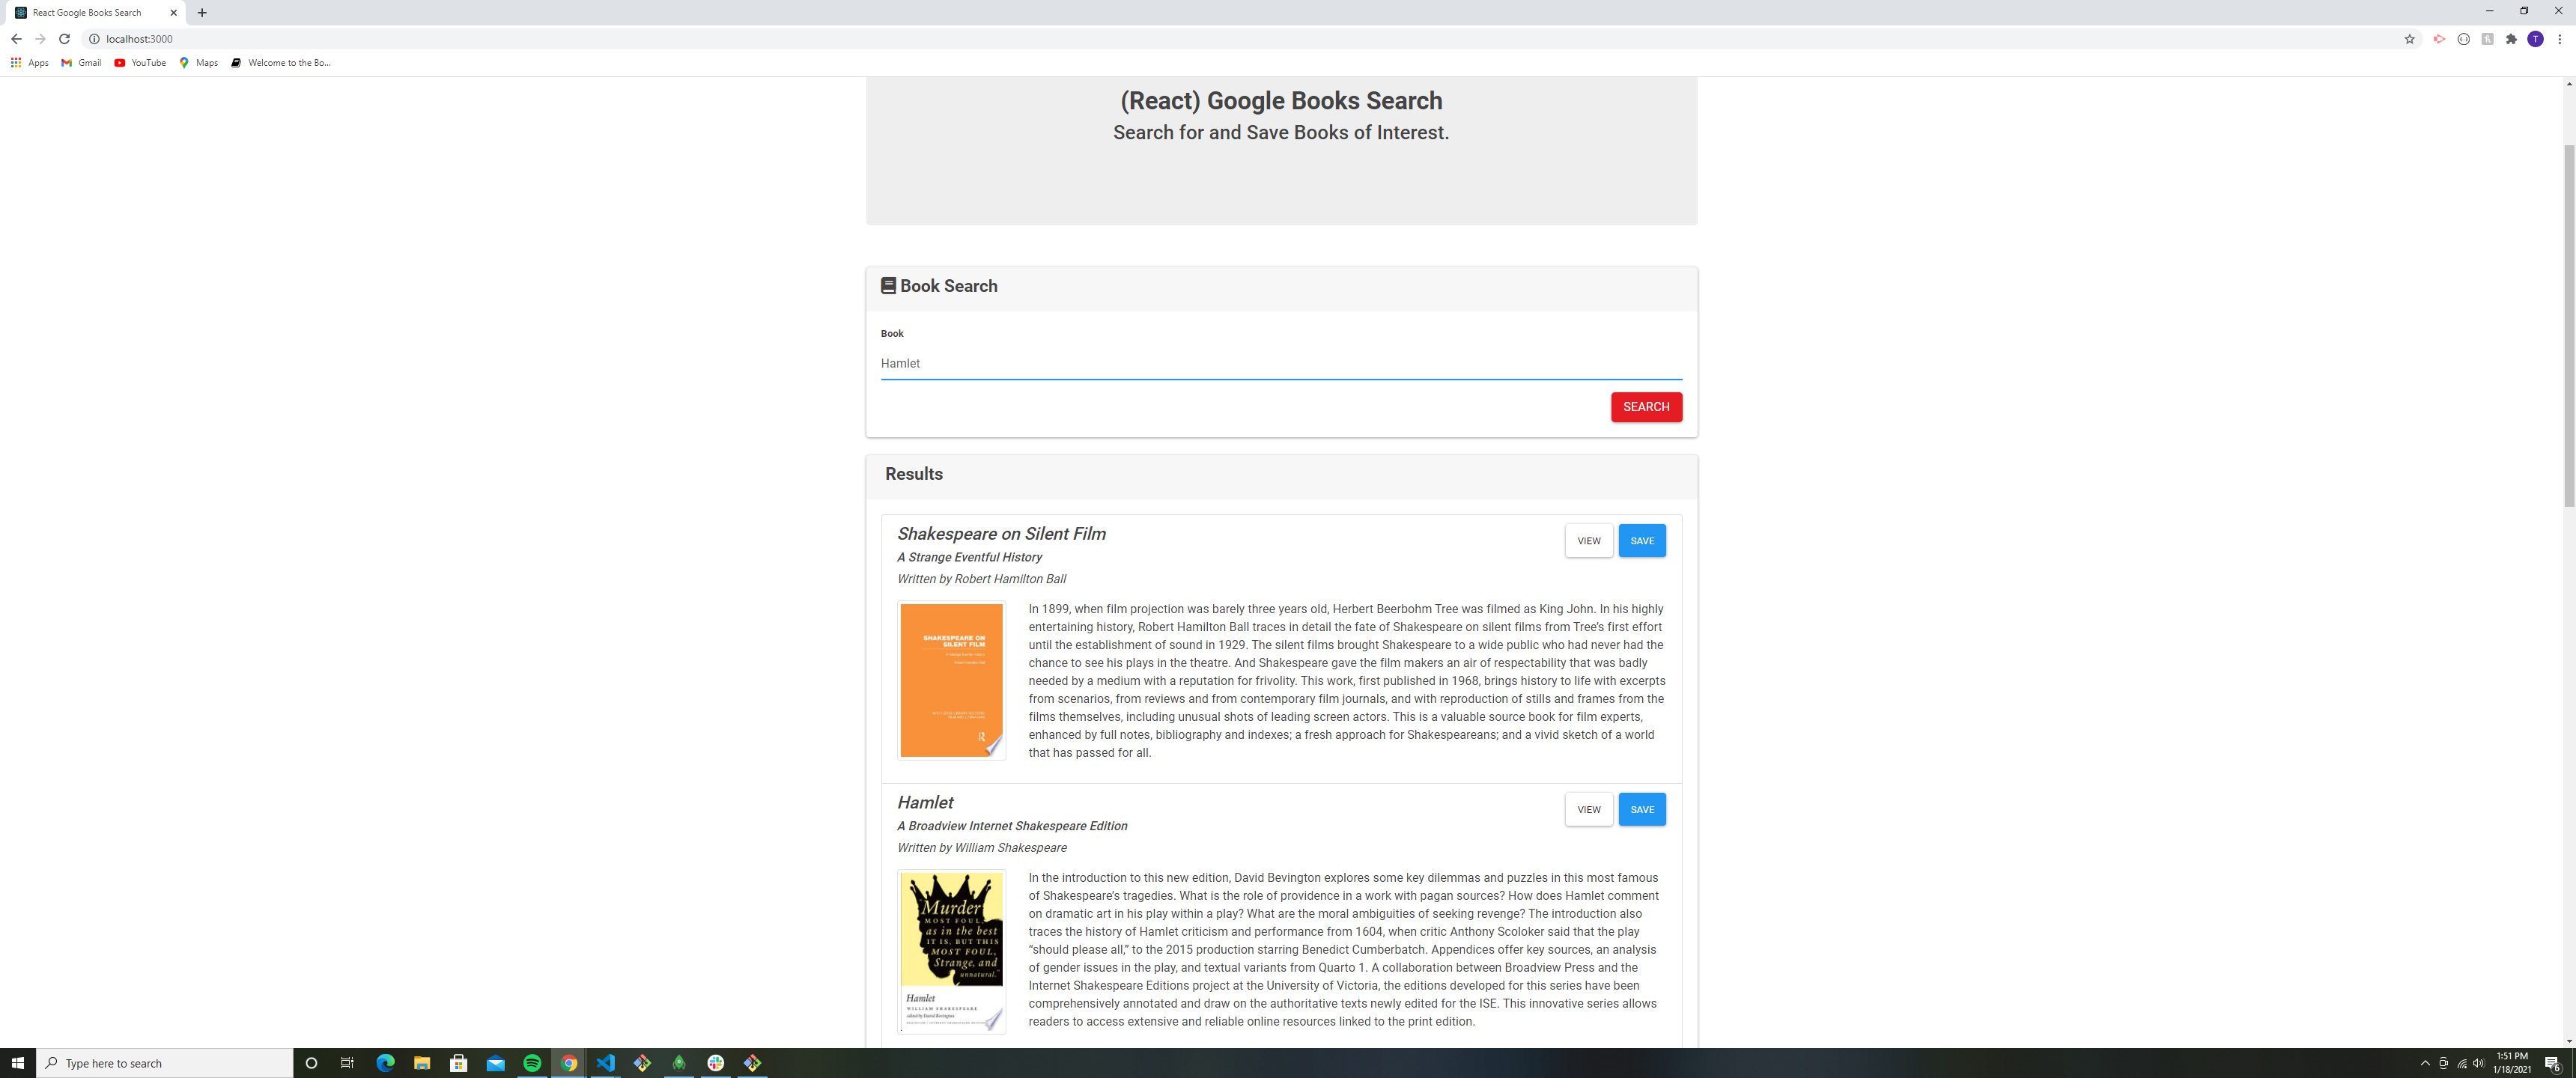 React Google Books Search
localhost:3000
Apps
Gmail
YouTube
Maps
Welcome to the Bo...
T
(React) Google Books Search
Search for and Save Books of Interest.
Book Search
Book
Hamlet
SEARCH
Results
Shakespeare on Silent Film
VIEW
SAVE
A Strange Eventful History
Written by Robert Hamilton Ball
SHAKESPEARE ON
SILENT FILM
R
In 1899, when film projection was barely three years old, Herbert Beerbohm Tree was filmed as King John. In his highly
entertaining history, Robert Hamilton Ball traces in detail the fate of Shakespeare on silent films from Tree's first effort
until the establishment of sound in 1929. The silent films brought Shakespeare to a wide public who had never had the
chance to see his plays in the theatre. And Shakespeare gave the film makers an air of respectability that was badly
needed by a medium with a reputation for frivolity. This work, first published in 1968, brings history to life with excerpts
from scenarios, from reviews and from contemporary film journals, and with reproduction of stills and frames from the
films themselves, including unusual shots of leading screen actors. This is a valuable source book for film experts,
enhanced by full notes, bibliography and indexes; a fresh approach for Shakespeareans; and a vivid sketch of a world
that has passed for all.
Hamlet
VIEW
SAVE
A Broadview Internet Shakespeare Edition
Written by William Shakespeare
"Murder
MOST FOUL,
as in the best
IT IS, BUT THIS
MOST FOUL,
Strange, and
unnatural."
Hamlet
WILLIAM SHAKESPEARE
edited by David Bevington
In the introduction to this new edition, David Bevington explores some key dilemmas and puzzles in this most famous
of Shakespeare's tragedies. What is the role of providence in a work with pagan sources? How does Hamlet comment
on dramatic art in his play within a play? What are the moral ambiguities of seeking revenge? The introduction also
traces the history of Hamlet criticism and performance from 1604, when critic Anthony Scoloker said that the play
“should please all,” to the 2015 production starring Benedict Cumberbatch. Appendices offer key sources, an analysis
of gender issues in the play, and textual variants from Quarto 1. A collaboration between Broadview Press and the
Internet Shakespeare Editions project at the University of Victoria, the editions developed for this series have been
comprehensively annotated and draw on the authoritative texts newly edited for the ISE. This innovative series allows
readers to access extensive and reliable online resources linked to the print edition.
Type here to search
1:51 PM
1/18/2021
6